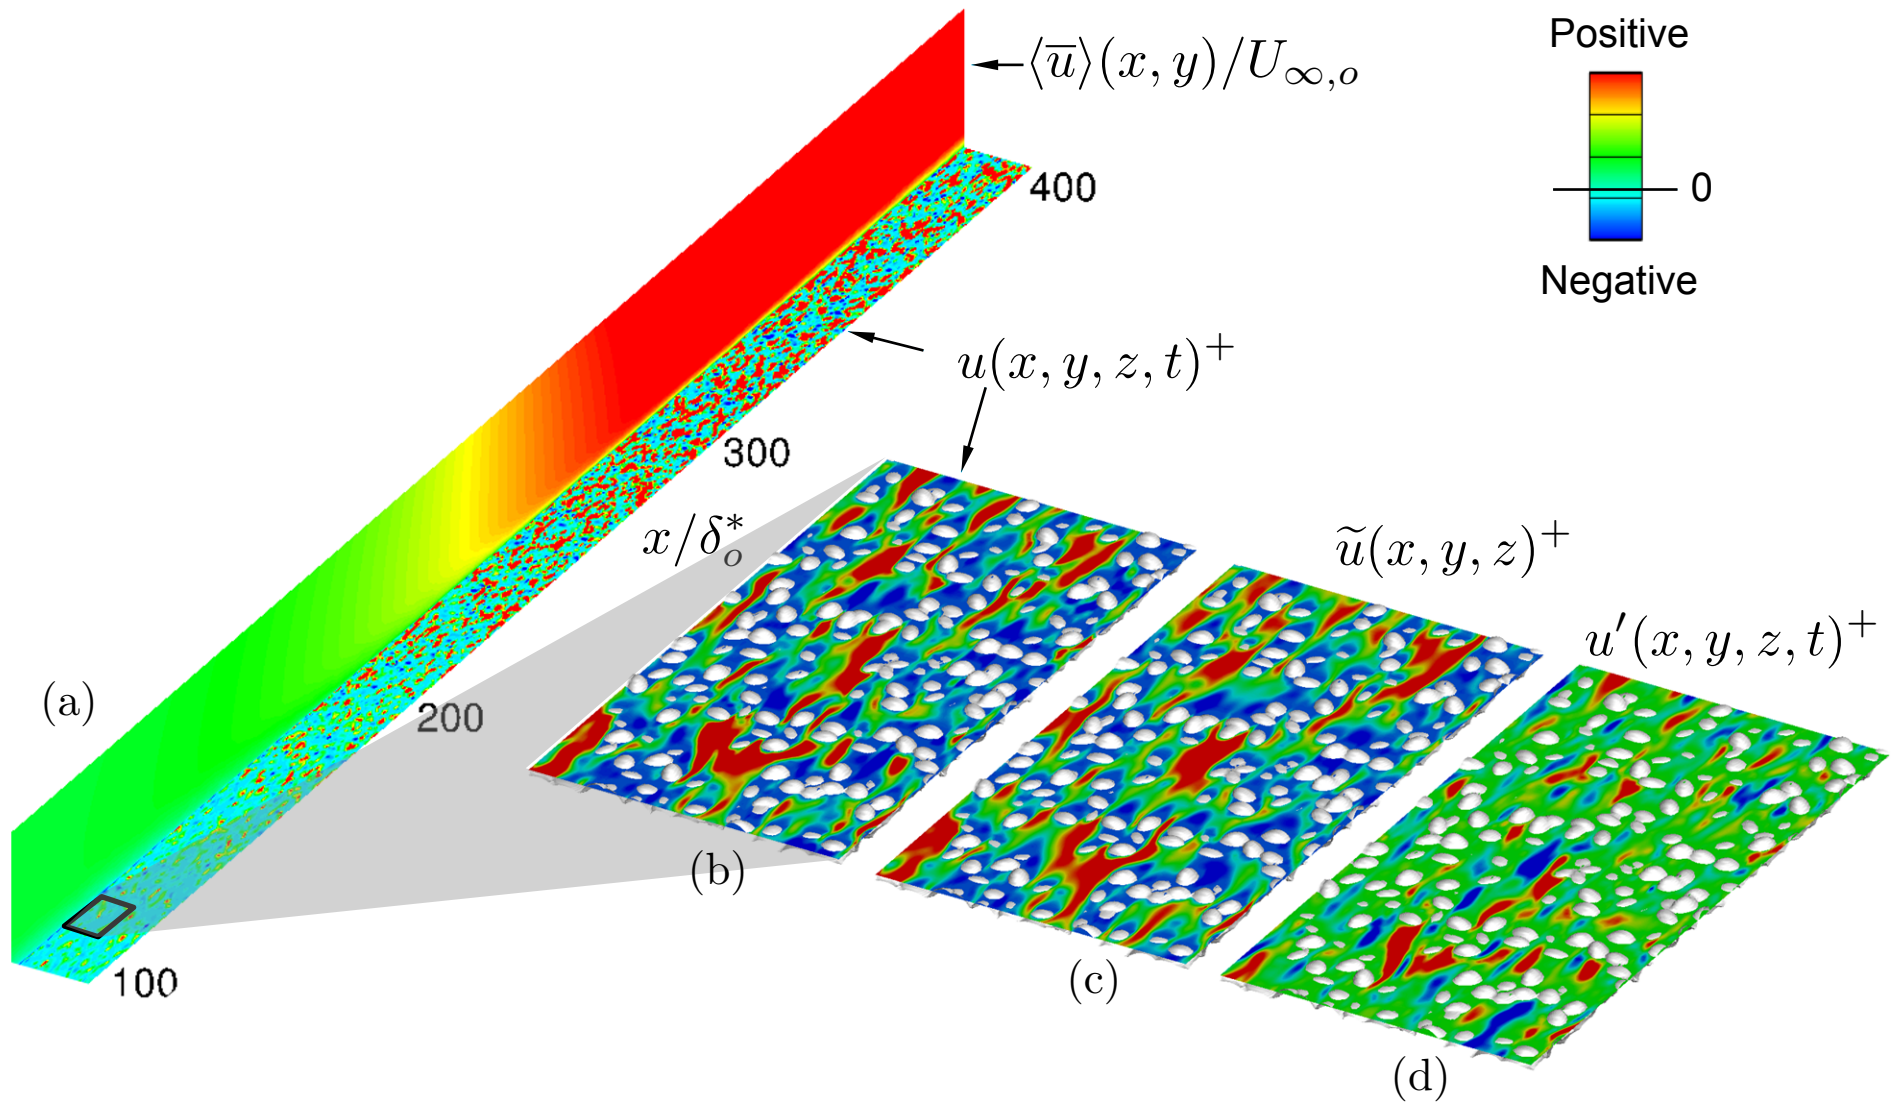 Positive
⟨u̅⟩(x, y)/U∞,o
0
400
Negative
u(x, y, z, t)⁺
300
x/δ*ₒ
ũ(x, y, z)⁺
u′(x, y, z, t)⁺
(a)
200
(b)
100
(c)
(d)